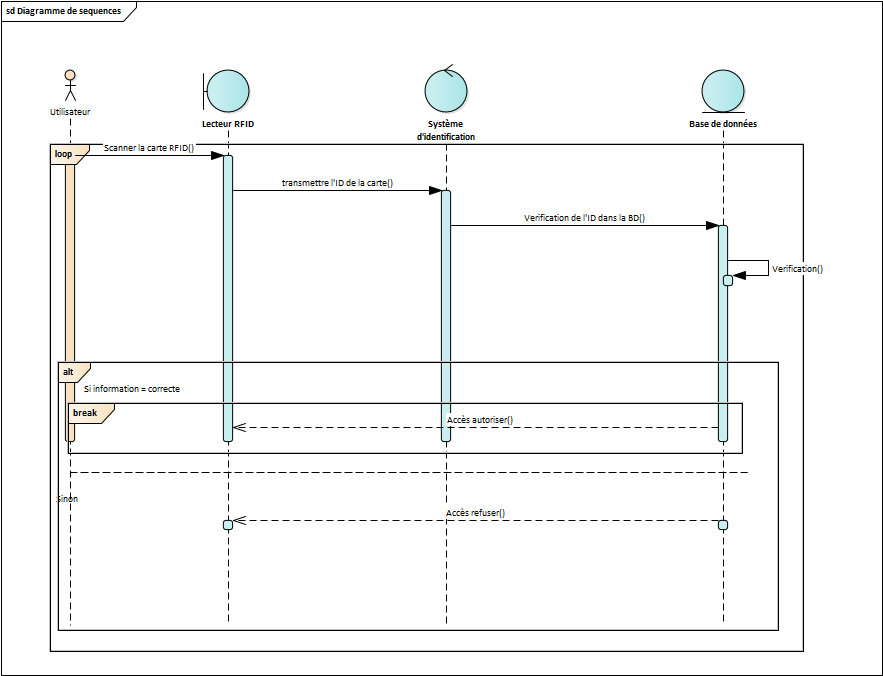 sd Diagramme de sequences
Utilisateur
Lecteur RFID
Système
d'identification
Base de données
loop
Scanner la carte RFID()
transmettre l'ID de la carte()
Verification de l'ID dans la BD()
Verification()
alt
Si information = correcte
break
Accès autoriser()
Sinon
Accès refuser()